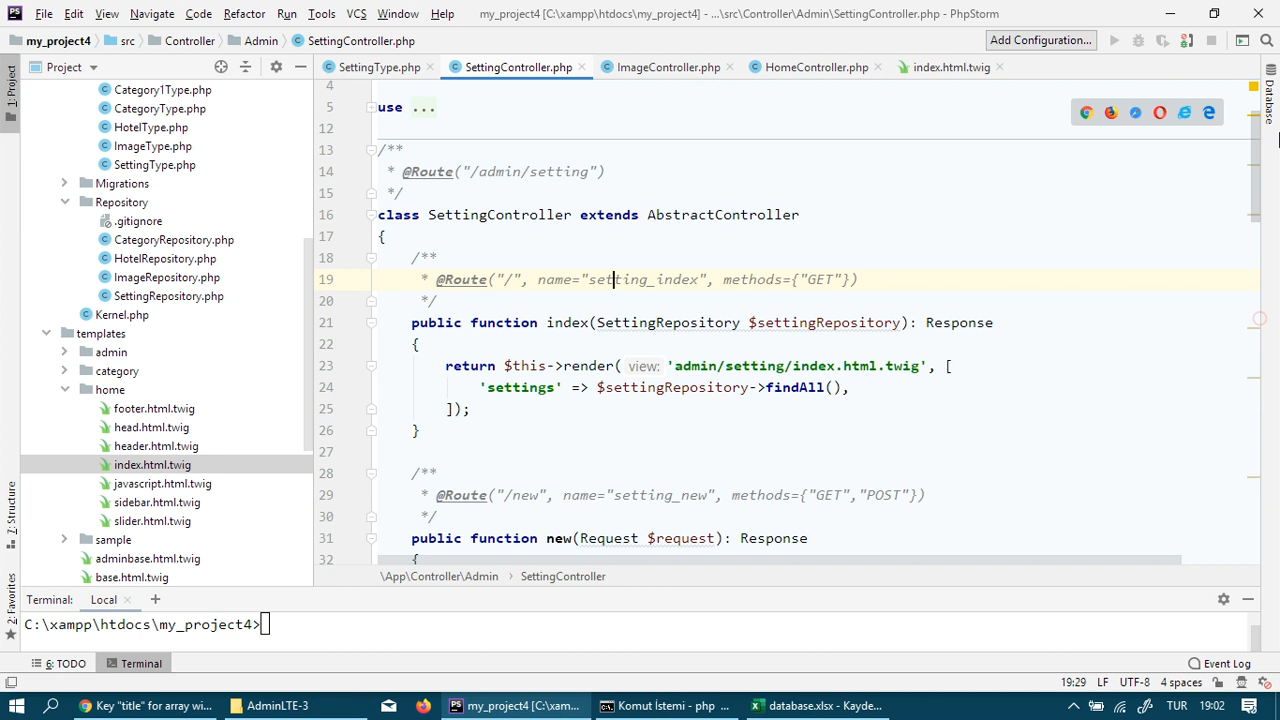 PS File Edit View Navigate Code Refactor Run Tools VCS Window Help my_project4 [C:\xampp\htdocs\my_project4] - ...\src\Controller\Admin\SettingController.php - PhpStorm
my_project4 src Controller Admin SettingController.php Add Configuration...
1: Project
Project
SettingType.php SettingController.php ImageController.php HomeController.php index.html.twig
Database
Category1Type.php
CategoryType.php
HotelType.php
ImageType.php
SettingType.php
Migrations
Repository
.gitignore
CategoryRepository.php
HotelRepository.php
ImageRepository.php
SettingRepository.php
Kernel.php
templates
admin
category
home
footer.html.twig
head.html.twig
header.html.twig
index.html.twig
javascript.html.twig
sidebar.html.twig
slider.html.twig
sample
adminbase.html.twig
base.html.twig
4
5 use ...
12
13 /**
14 * @Route("/admin/setting")
15 */
16 class SettingController extends AbstractController
17 {
18 /**
19 * @Route("/", name="setting_index", methods={"GET"})
20 */
21 public function index(SettingRepository $settingRepository): Response
22 {
23 return $this->render( view: 'admin/setting/index.html.twig', [
24 'settings' => $settingRepository->findAll(),
25 ]);
26 }
27
28 /**
29 * @Route("/new", name="setting_new", methods={"GET","POST"})
30 */
31 public function new(Request $request): Response
32 {
\App\Controller\Admin SettingController
7: Structure
2: Favorites
Terminal: Local +
C:\xampp\htdocs\my_project4>
6: TODO Terminal Event Log
19:29 LF UTF-8 4 spaces
Key "title" for array wi... AdminLTE-3 PS my_project4 [C:\xa... Komut İstemi - php ... database.xlsx - Kayde... TUR 19:02